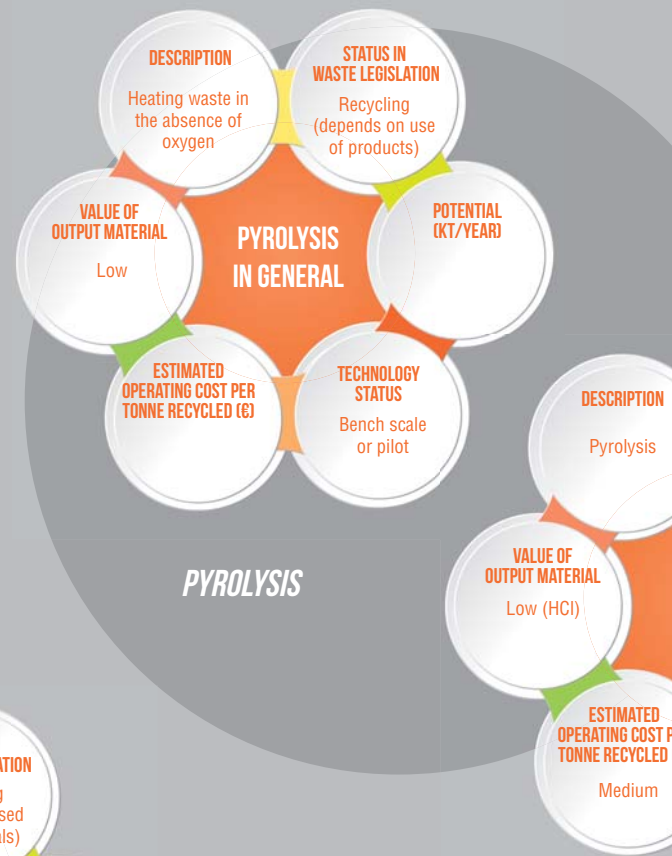 DESCRIPTION
Heating waste in
the absence of
oxygen
STATUS IN
WASTE LEGISLATION
Recycling
(depends on use
of products)
VALUE OF
OUTPUT MATERIAL
Low
PYROLYSIS
IN GENERAL
POTENTIAL
(KT/YEAR)
ESTIMATED
OPERATING COST PER
TONNE RECYCLED (€)
TECHNOLOGY
STATUS
Bench scale
or pilot
PYROLYSIS
DESCRIPTION
Pyrolysis
VALUE OF
OUTPUT MATERIAL
Low (HCl)
ESTIMATED
OPERATING COST
TONNE RECYCLED
Medium